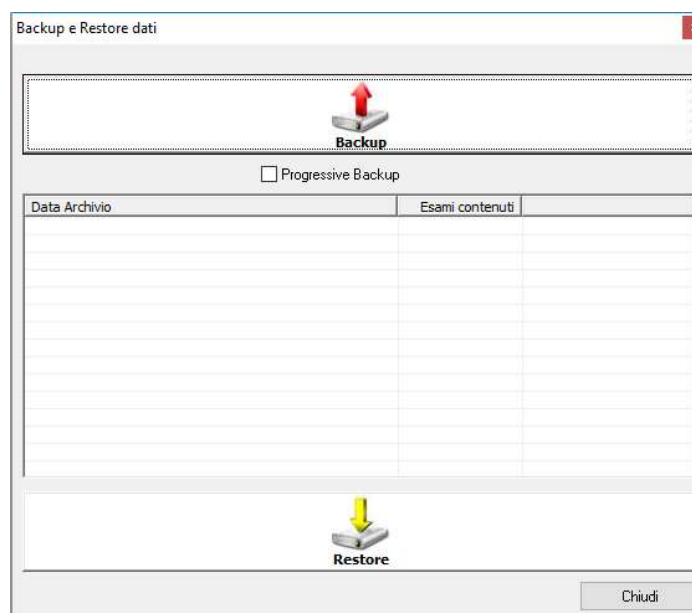 Backup e Restore dati
Backup
Progressive Backup
Data Archivio Esami contenuti
Restore
Chiudi